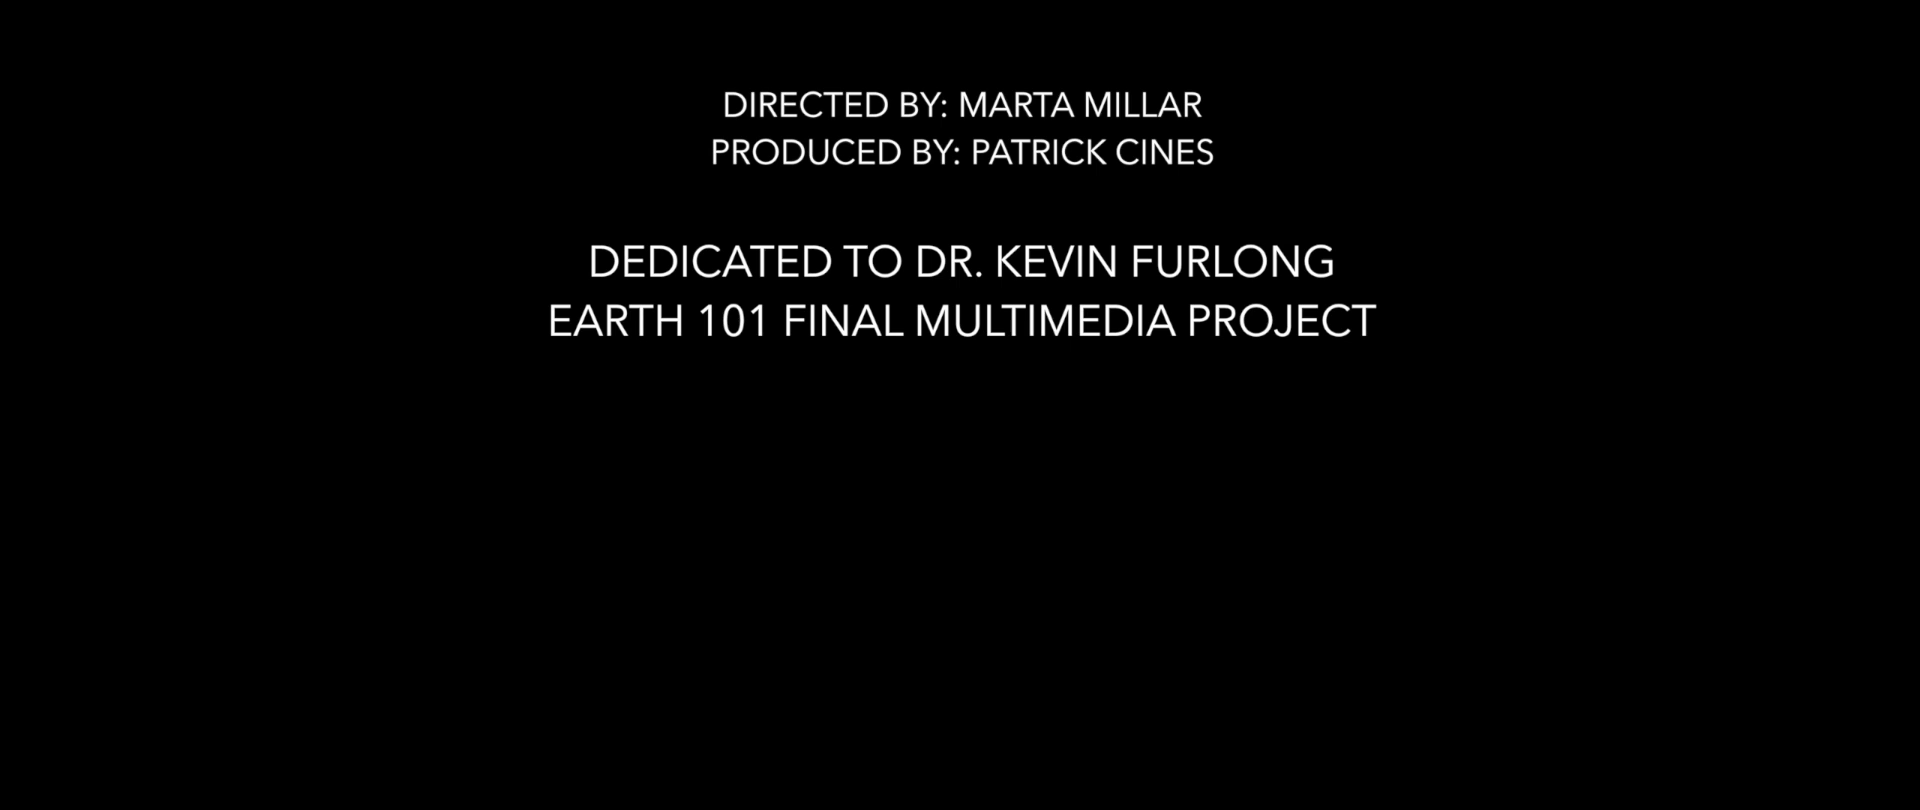 DIRECTED BY: MARTA MILLAR
PRODUCED BY: PATRICK CINES
DEDICATED TO DR. KEVIN FURLONG
EARTH 101 FINAL MULTIMEDIA PROJECT